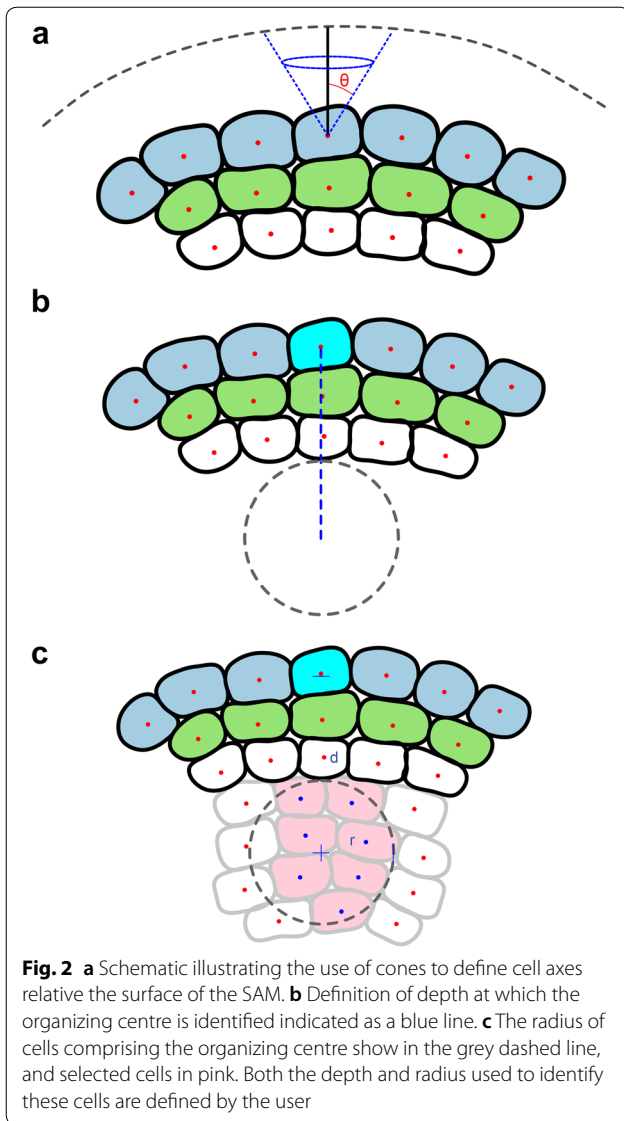 a
θ
b
c
d
r
Fig. 2 a Schematic illustrating the use of cones to define cell axes
relative the surface of the SAM. b Definition of depth at which the
organizing centre is identified indicated as a blue line. c The radius of
cells comprising the organizing centre show in the grey dashed line,
and selected cells in pink. Both the depth and radius used to identify
these cells are defined by the user